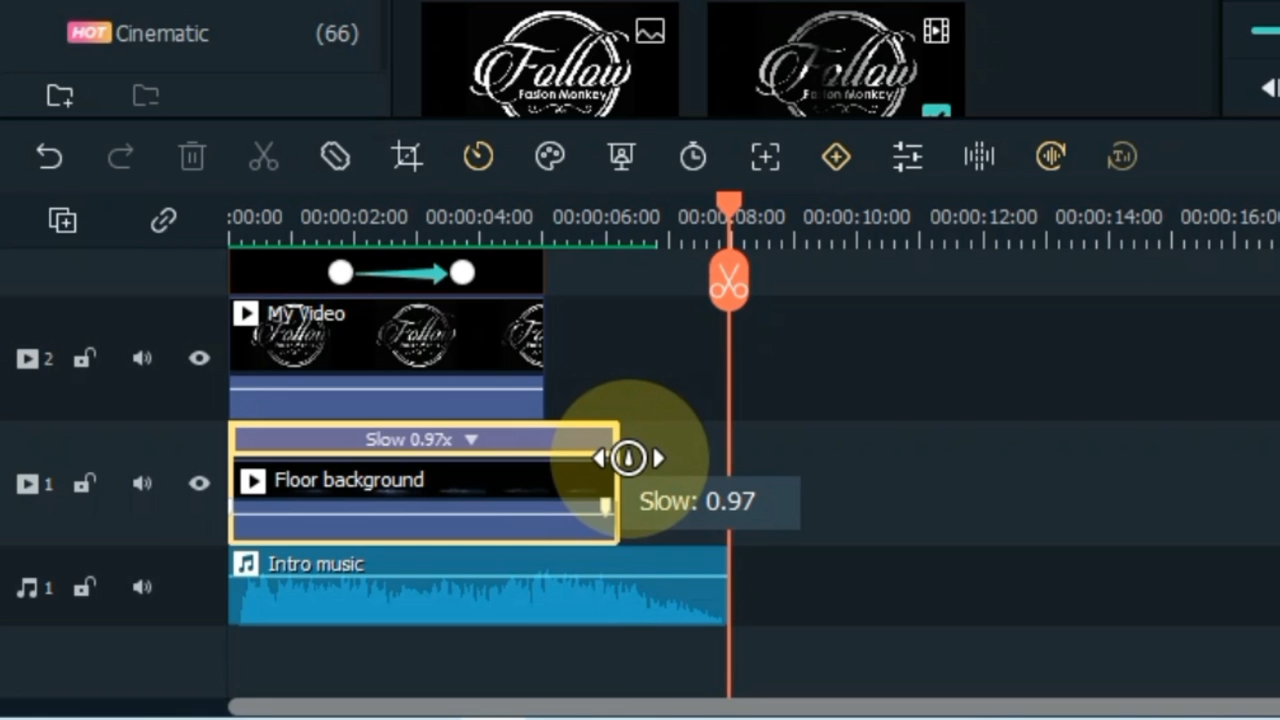 HOT Cinematic (66)
Follow
Fasion Monkey
Follow
Fasion Monkey
:00:00 00:00:02:00 00:00:04:00 00:00:06:00 00:00:08:00 00:00:10:00 00:00:12:00 00:00:14:00 00:00:16:00
My Video
Follow Follow
2
Slow 0.97x
Floor background
1
Slow: 0.97
Intro music
1